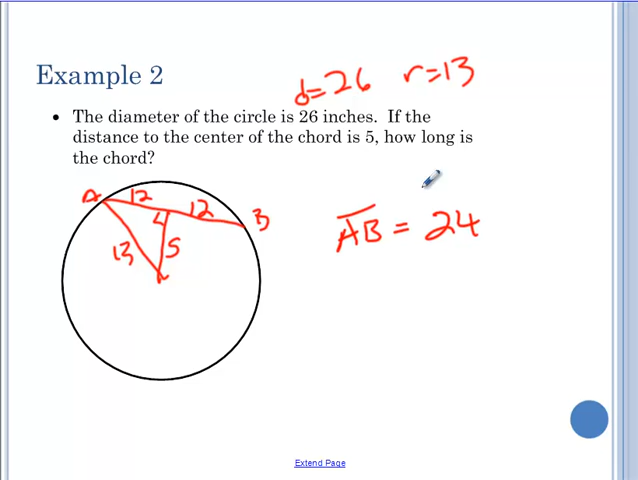 Example 2
d=26 r=13
• The diameter of the circle is 26 inches. If the
distance to the center of the chord is 5, how long is
the chord?
A 12 12 B
13 5
AB = 24
Extend Page